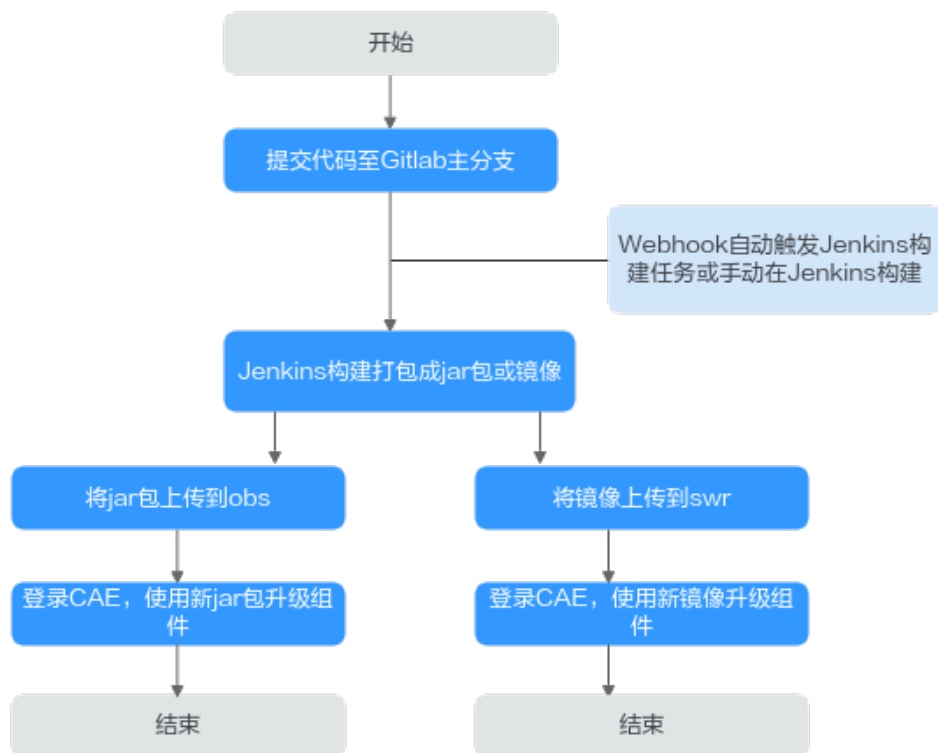 开始
提交代码至Gitlab主分支
Webhook自动触发Jenkins构
建任务或手动在Jenkins构建
Jenkins构建打包成jar包或镜像
将jar包上传到obs
将镜像上传到swr
登录CAE，使用新jar包升级组
件
登录CAE，使用新镜像升级组
件
结束
结束